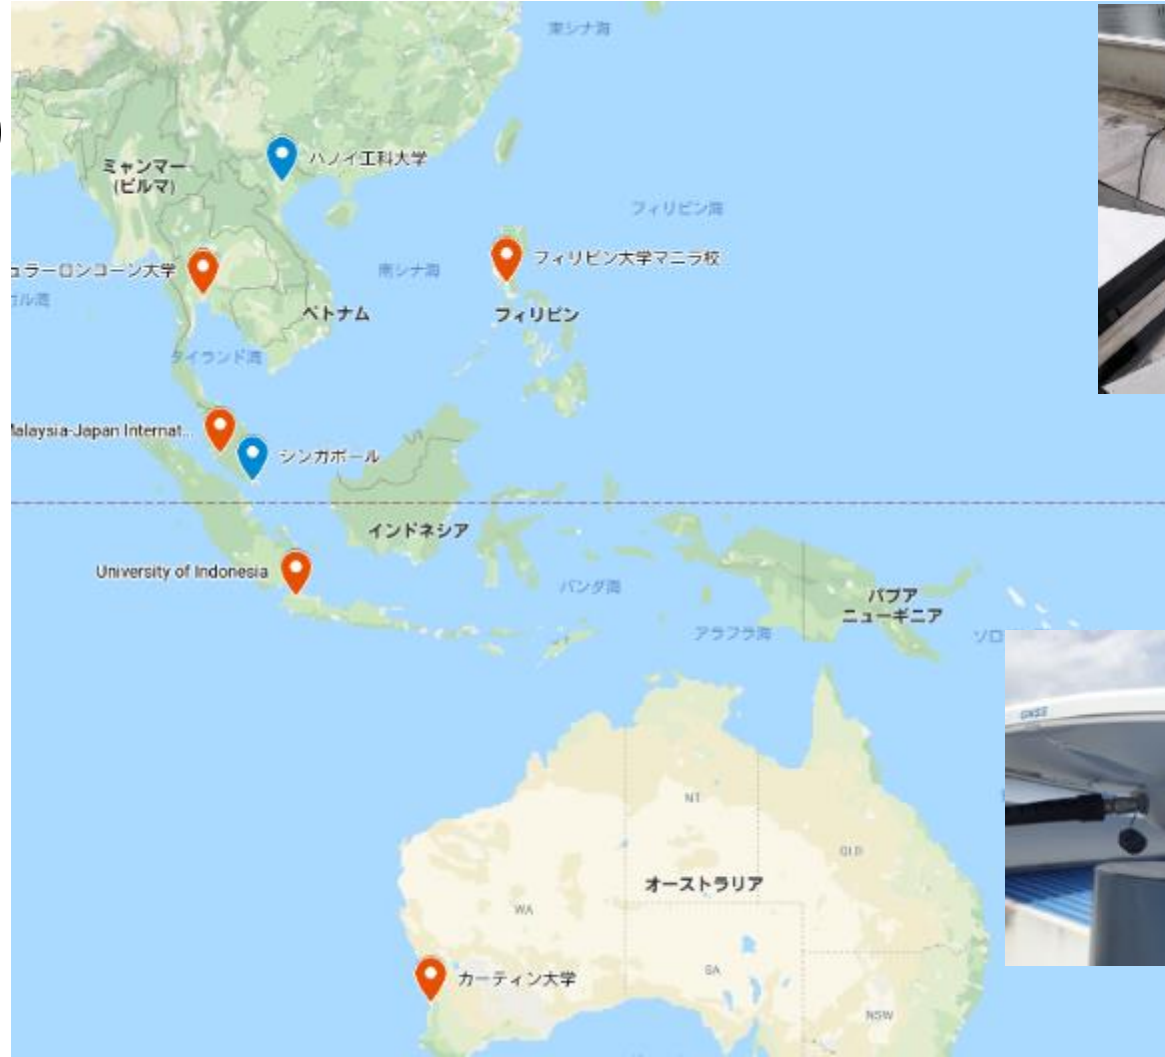 東シナ海
ミャンマー
(ビルマ)
ハノイ工科大学
フィリピン海
ュラーロンコーン大学
南シナ海
フィリピン大学マニラ校
ガル湾
ベトナム
フィリピン
タイランド湾
Malaysia-Japan Internat...
シンガポール
インドネシア
University of Indonesia
バンダ海
パプア
ニューギニア
アラフラ海
ソロ
GNSS
NT
QLD
オーストラリア
WA
SA
カーティン大学
NSW